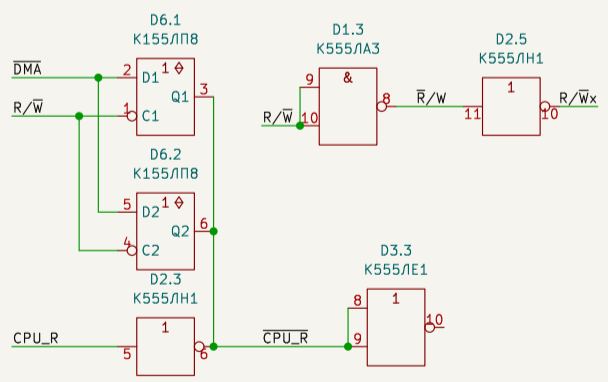 D6.1
К155ЛП8
DMA
2
D1
1
Q1
3
R/W
1
C1
D6.2
К155ЛП8
5
D2
1
Q2
6
4
C2
D2.3
К555ЛН1
1
CPU_R
5
6
CPU_R
D1.3
К555ЛА3
&
9
8
R/W
10
R/W
D2.5
К555ЛН1
1
11
10
R/Wx
D3.3
К555ЛЕ1
1
8
10
9